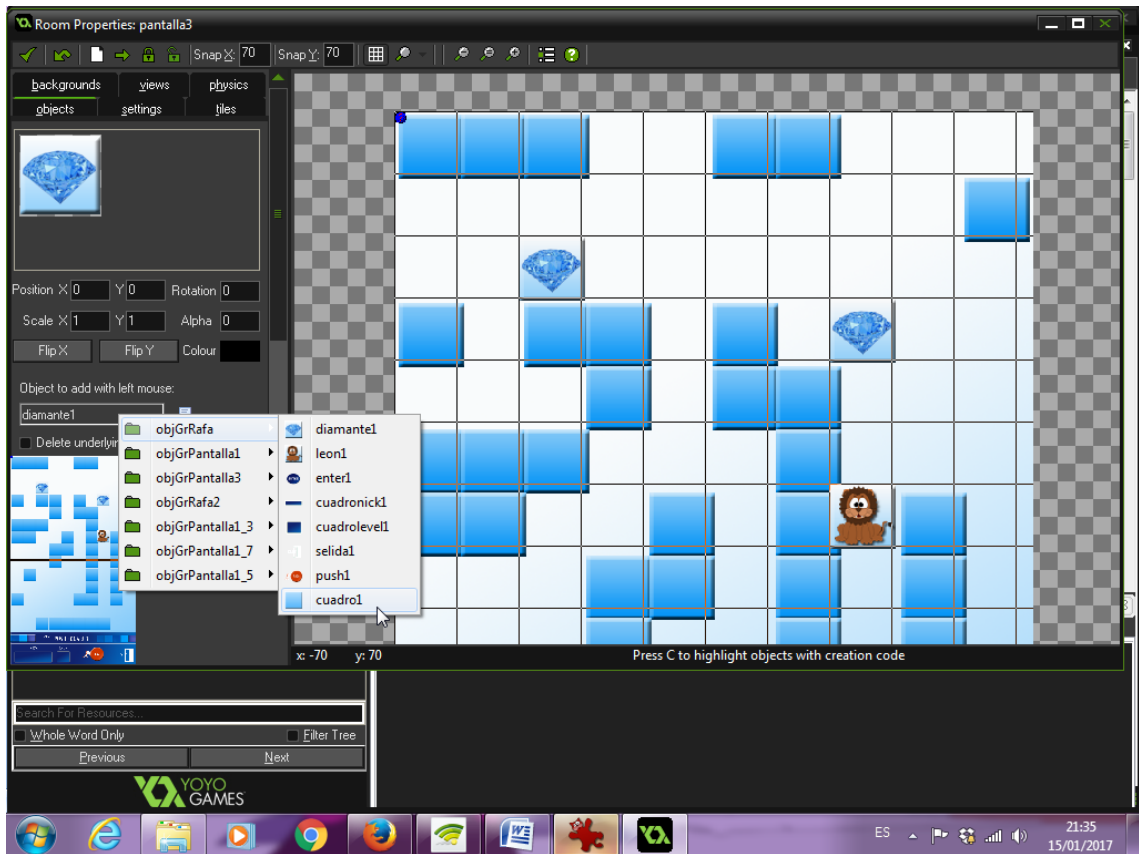 Room Properties: pantalla3
Snap X: 70 Snap Y: 70
backgrounds views physics
objects settings tiles
Position X 0 Y 0 Rotation 0
Scale X 1 Y 1 Alpha 0
Flip X Flip Y Colour
Object to add with left mouse:
diamante1
Delete underlyin
objGrRafa
objGrPantalla1
objGrPantalla3
objGrRafa2
objGrPantalla1_3
objGrPantalla1_7
objGrPantalla1_5
diamante1
leon1
enter1
cuadronick1
cuadrolevel1
selida1
push1
cuadro1
x: -70 y: 70 Press C to highlight objects with creation code
Search For Resources...
Whole Word Only Filter Tree
Previous Next
YOYO
GAMES
ES 21:35
15/01/2017